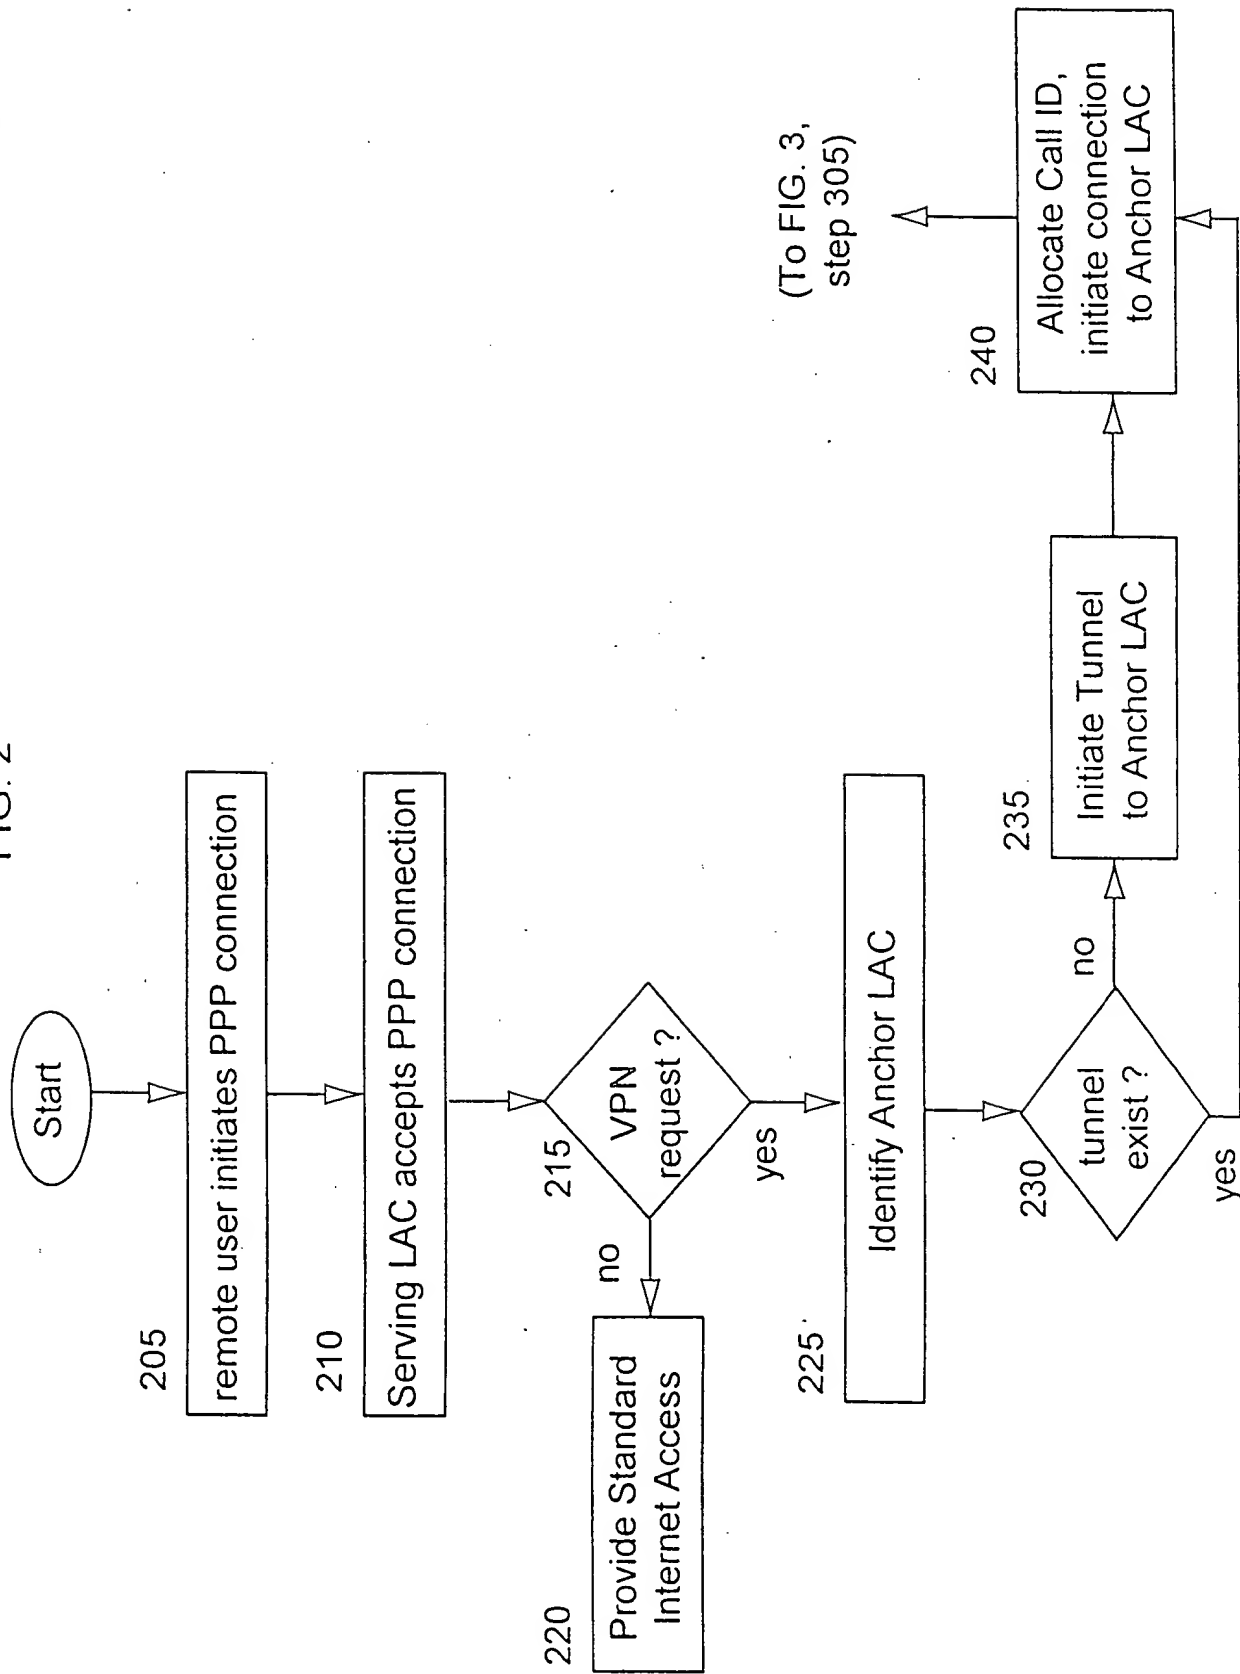 FIG. 2
Start
205
remote user initiates PPP connection
210
Serving LAC accepts PPP connection
215
VPN
request ?
no
220
Provide Standard
Internet Access
yes
225
Identify Anchor LAC
230
tunnel
exist ?
no
yes
235
Initiate Tunnel
to Anchor LAC
240
Allocate Call ID,
initiate connection
to Anchor LAC
(To FIG. 3,
step 305)